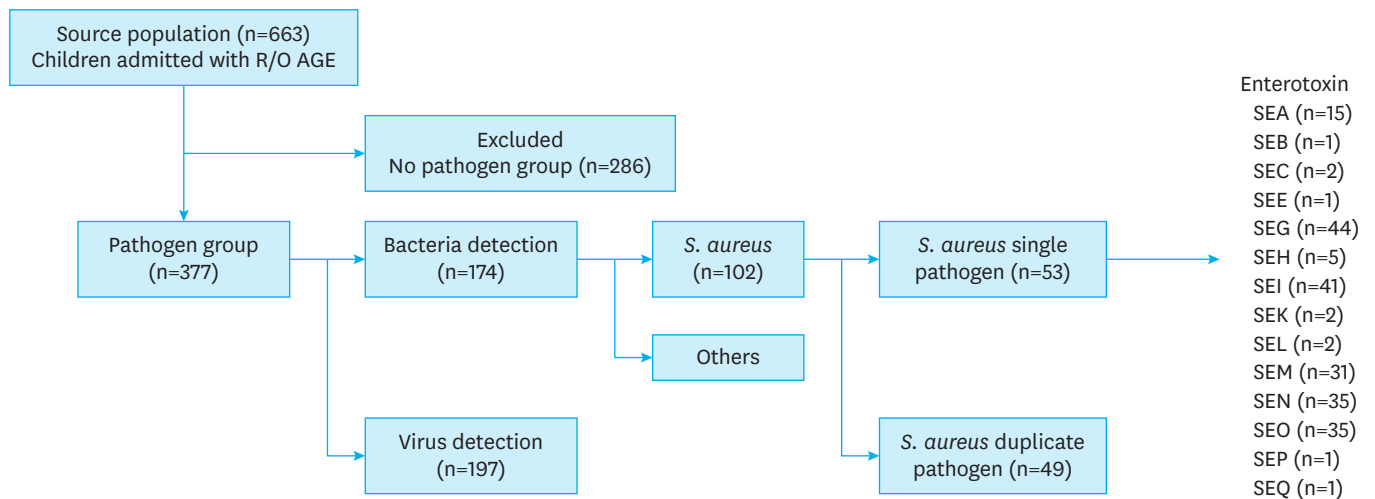 Source population (n=663)
Children admitted with R/O AGE
Excluded
No pathogen group (n=286)
Pathogen group
(n=377)
Bacteria detection
(n=174)
S. aureus
(n=102)
S. aureus single
pathogen (n=53)
Others
Virus detection
(n=197)
S. aureus duplicate
pathogen (n=49)
Enterotoxin
SEA (n=15)
SEB (n=1)
SEC (n=2)
SEE (n=1)
SEG (n=44)
SEH (n=5)
SEI (n=41)
SEK (n=2)
SEL (n=2)
SEM (n=31)
SEN (n=35)
SEO (n=35)
SEP (n=1)
SEQ (n=1)